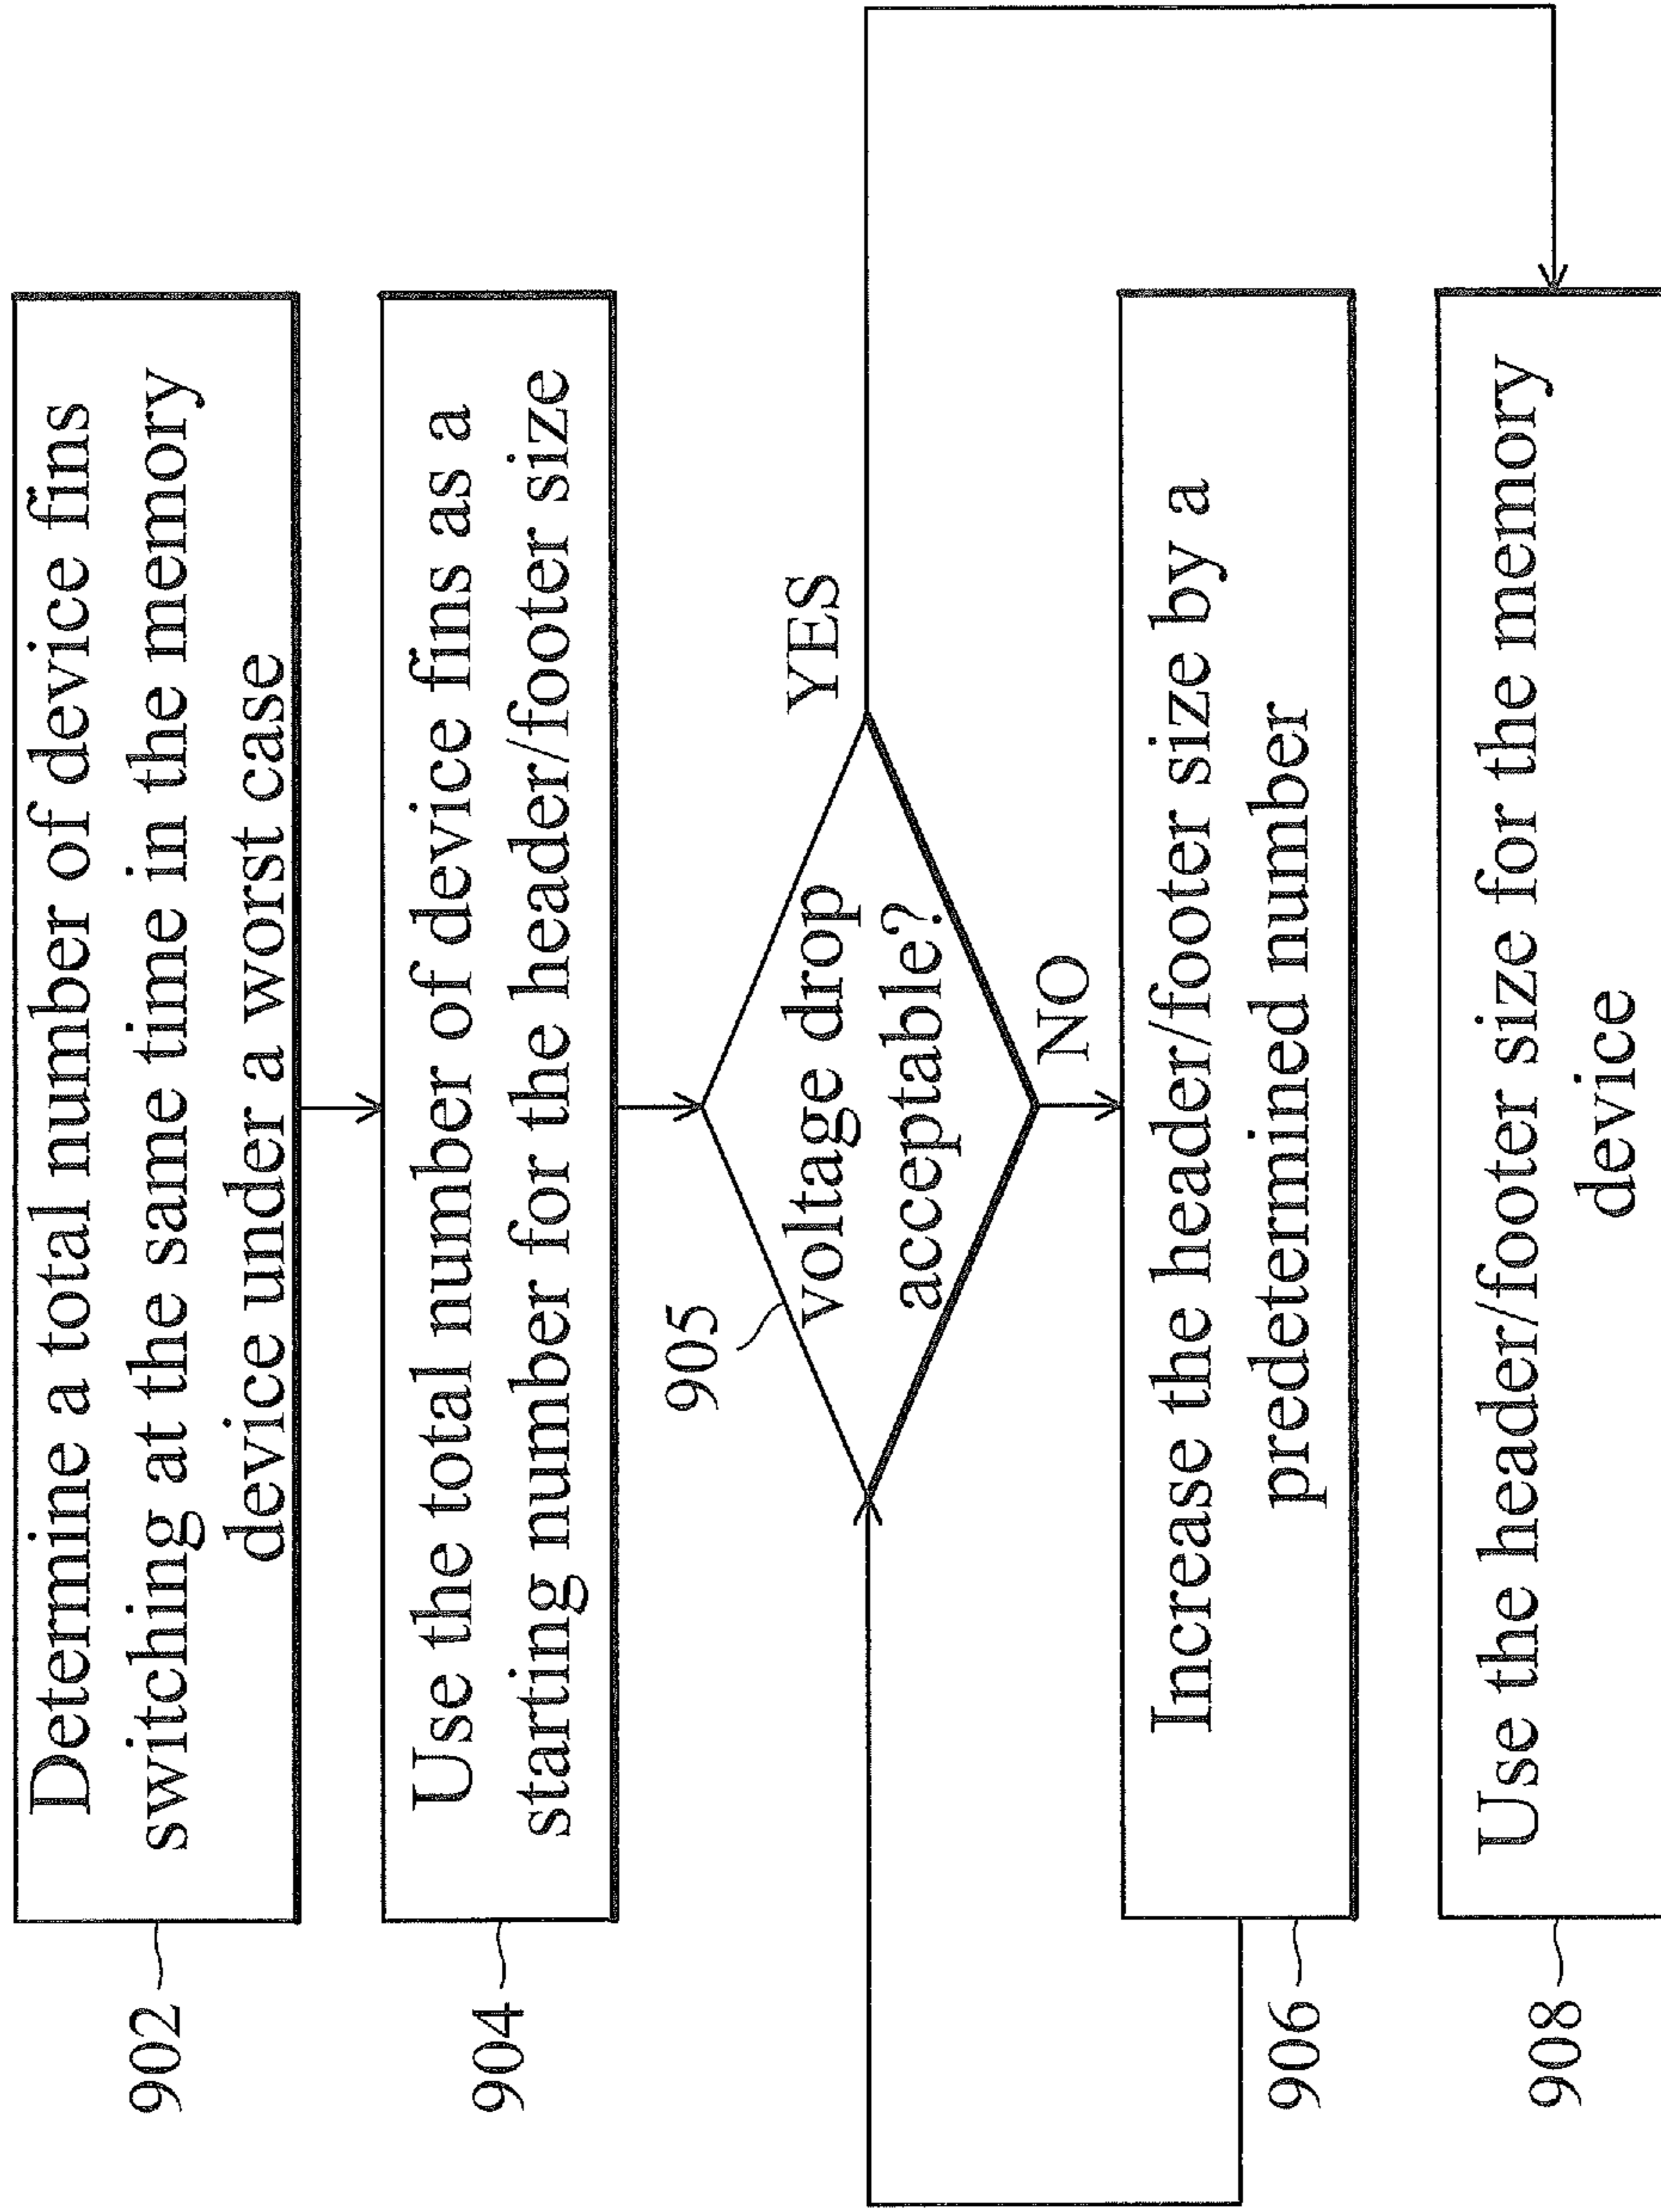 902
Determine a total number of device fins
switching at the same time in the memory
device under a worst case
904
Use the total number of device fins as a
starting number for the header/footer size
905
voltage drop
acceptable?
YES
NO
906
Increase the header/footer size by a
predetermined number
908
Use the header/footer size for the memory
device